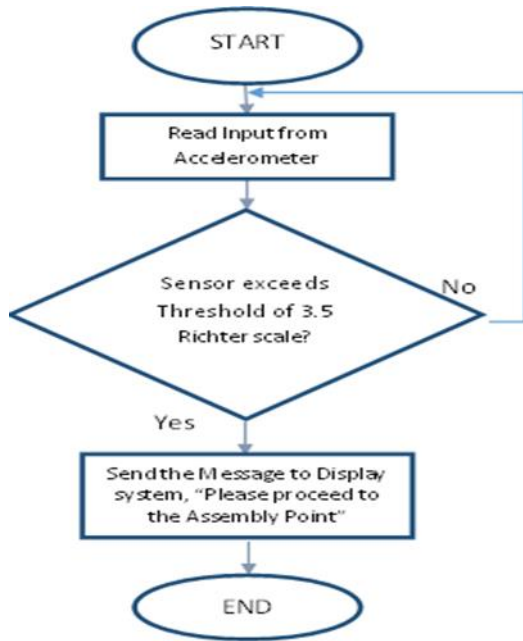 START
Read Input from
Accelerometer
Sensor exceeds
Threshold of 3.5
Richter scale?
No
Yes
Send the Message to Display
system, "Please proceed to
the Assembly Point"
END